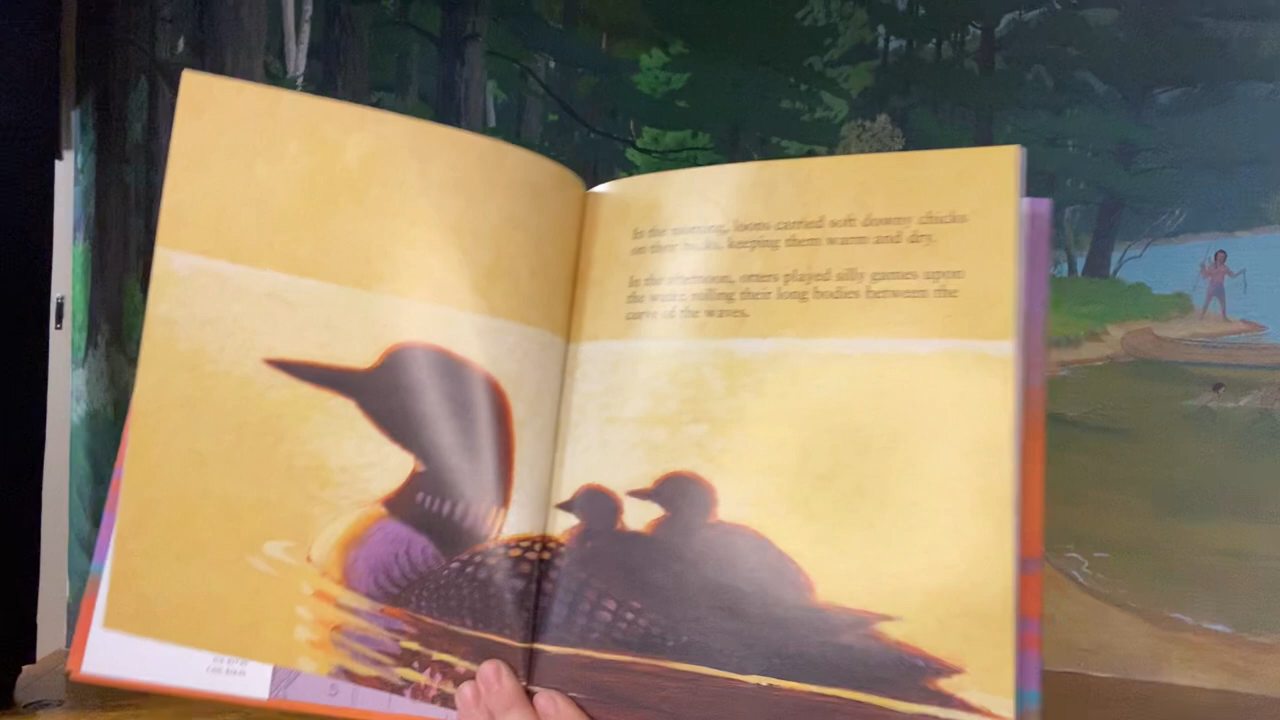 In the morning, loons carried soft downy chicks
on their backs, keeping them warm and dry.
In the afternoon, otters played silly games upon
the water, rolling their long bodies between the
curve of the waves.